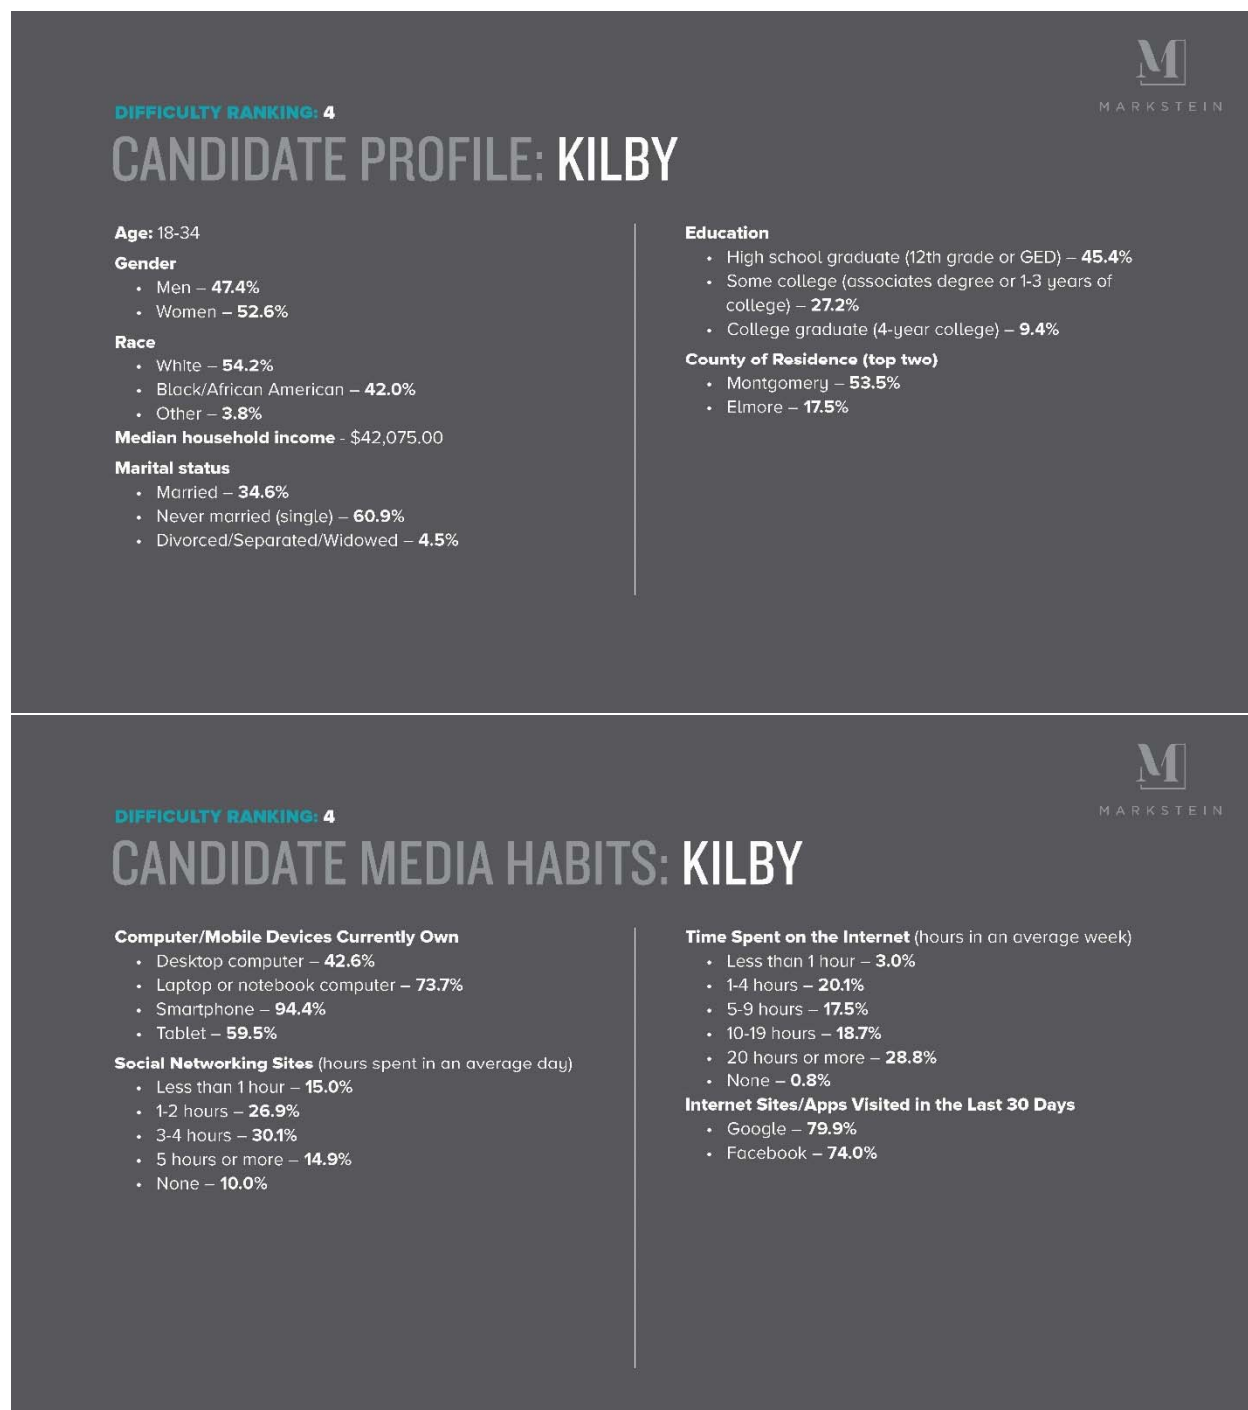 M
MARKSTEIN
DIFFICULTY RANKING: 4
CANDIDATE PROFILE: KILBY
Age: 18-34
Gender
• Men – 47.4%
• Women – 52.6%
Race
• White – 54.2%
• Black/African American – 42.0%
• Other – 3.8%
Median household income - $42,075.00
Marital status
• Married – 34.6%
• Never married (single) – 60.9%
• Divorced/Separated/Widowed – 4.5%
Education
• High school graduate (12th grade or GED) – 45.4%
• Some college (associates degree or 1-3 years of
college) – 27.2%
• College graduate (4-year college) – 9.4%
County of Residence (top two)
• Montgomery – 53.5%
• Elmore – 17.5%
M
MARKSTEIN
DIFFICULTY RANKING: 4
CANDIDATE MEDIA HABITS: KILBY
Computer/Mobile Devices Currently Own
• Desktop computer – 42.6%
• Laptop or notebook computer – 73.7%
• Smartphone – 94.4%
• Tablet – 59.5%
Social Networking Sites (hours spent in an average day)
• Less than 1 hour – 15.0%
• 1-2 hours – 26.9%
• 3-4 hours – 30.1%
• 5 hours or more – 14.9%
• None – 10.0%
Time Spent on the Internet (hours in an average week)
• Less than 1 hour – 3.0%
• 1-4 hours – 20.1%
• 5-9 hours – 17.5%
• 10-19 hours – 18.7%
• 20 hours or more – 28.8%
• None – 0.8%
Internet Sites/Apps Visited in the Last 30 Days
• Google – 79.9%
• Facebook – 74.0%